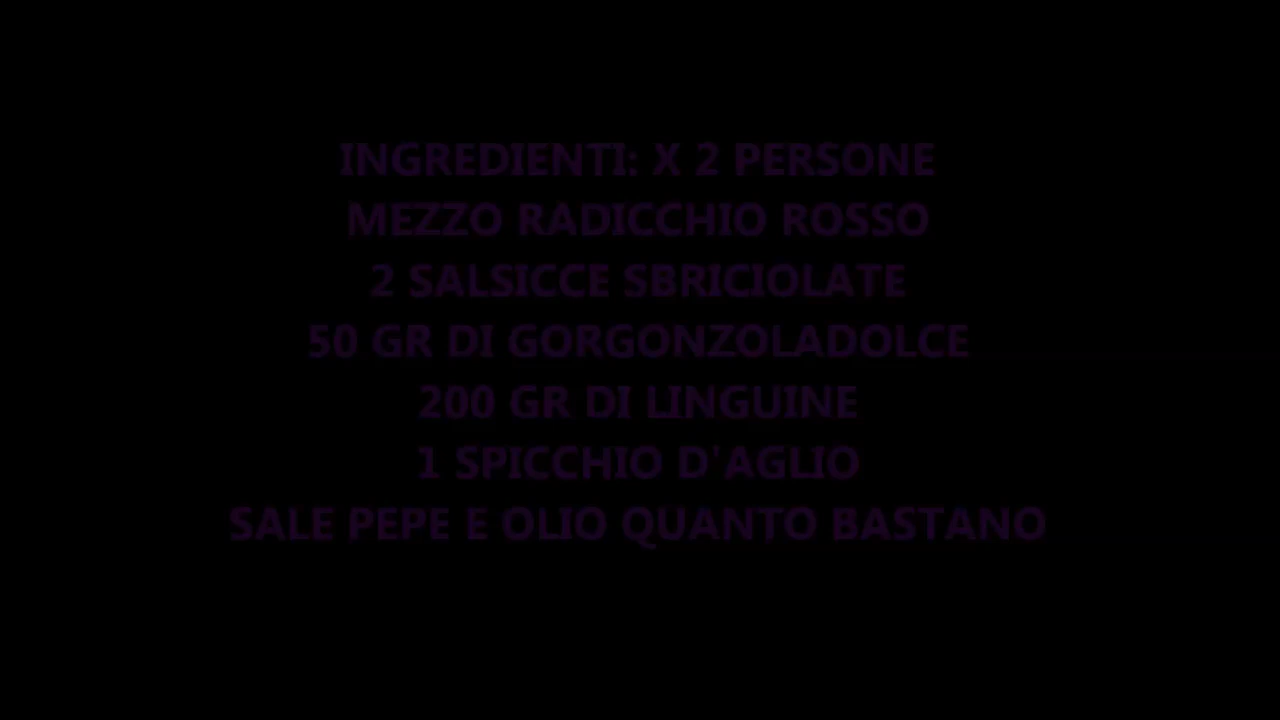 INGREDIENTI: X 2 PERSONE
MEZZO RADICCHIO ROSSO
2 SALSICCE SBRICIOLATE
50 GR DI GORGONZOLADOLCE
200 GR DI LINGUINE
1 SPICCHIO D'AGLIO
SALE PEPE E OLIO QUANTO BASTANO